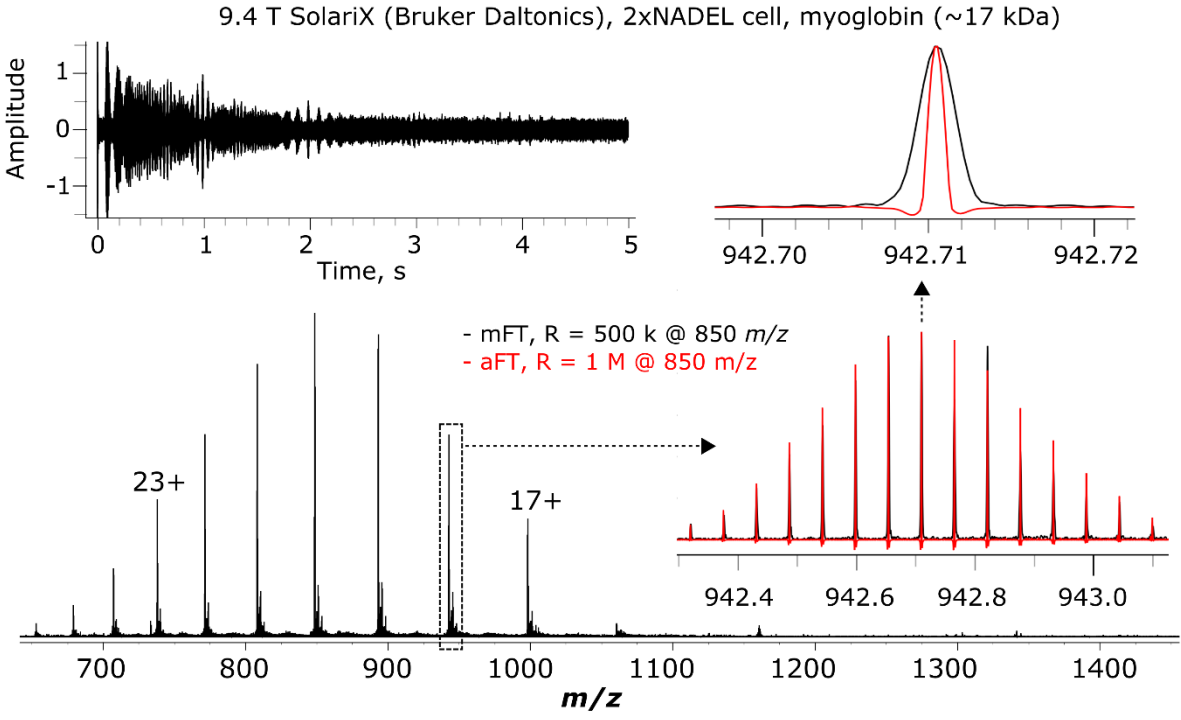 9.4 T SolariX (Bruker Daltonics), 2xNADEL cell, myoglobin (~17 kDa)
Amplitude
1
0
-1
0 1 2 3 4 5
Time, s
942.70 942.71 942.72
- mFT, R = 500 k @ 850 m/z
- aFT, R = 1 M @ 850 m/z
23+
17+
942.4 942.6 942.8 943.0
700 800 900 1000 1100 1200 1300 1400
m/z